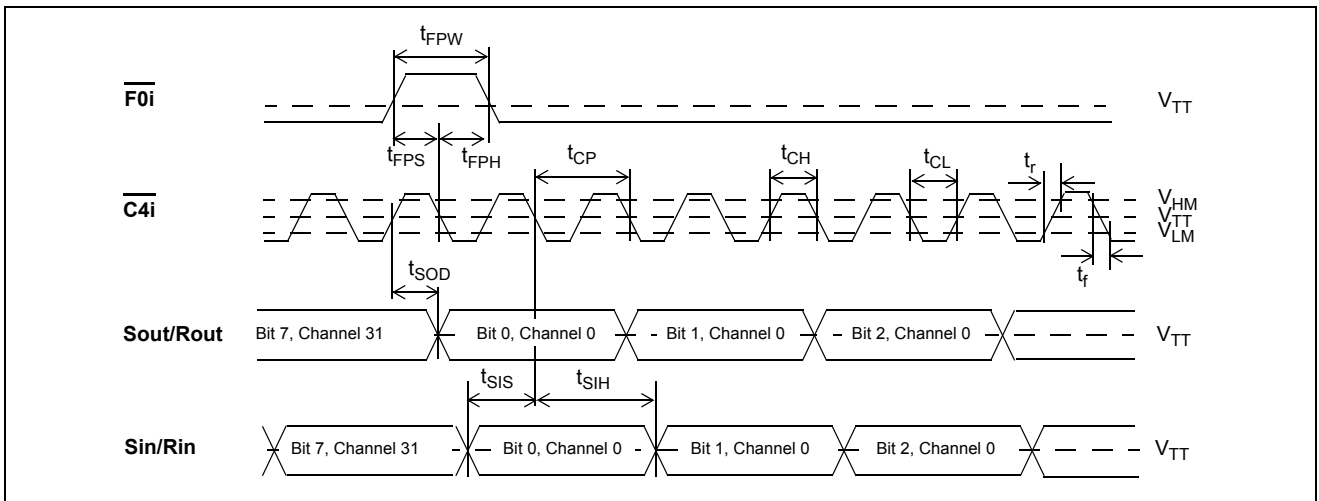 tFPW
F0i
VTT
tFPS
tFPH
tCP
tCH
tCL
tr
C4i
VHM
VTT
VLM
tSOD
tf
Sout/Rout
Bit 7, Channel 31
Bit 0, Channel 0
Bit 1, Channel 0
Bit 2, Channel 0
VTT
tSIS
tSIH
Sin/Rin
Bit 7, Channel 31
Bit 0, Channel 0
Bit 1, Channel 0
Bit 2, Channel 0
VTT